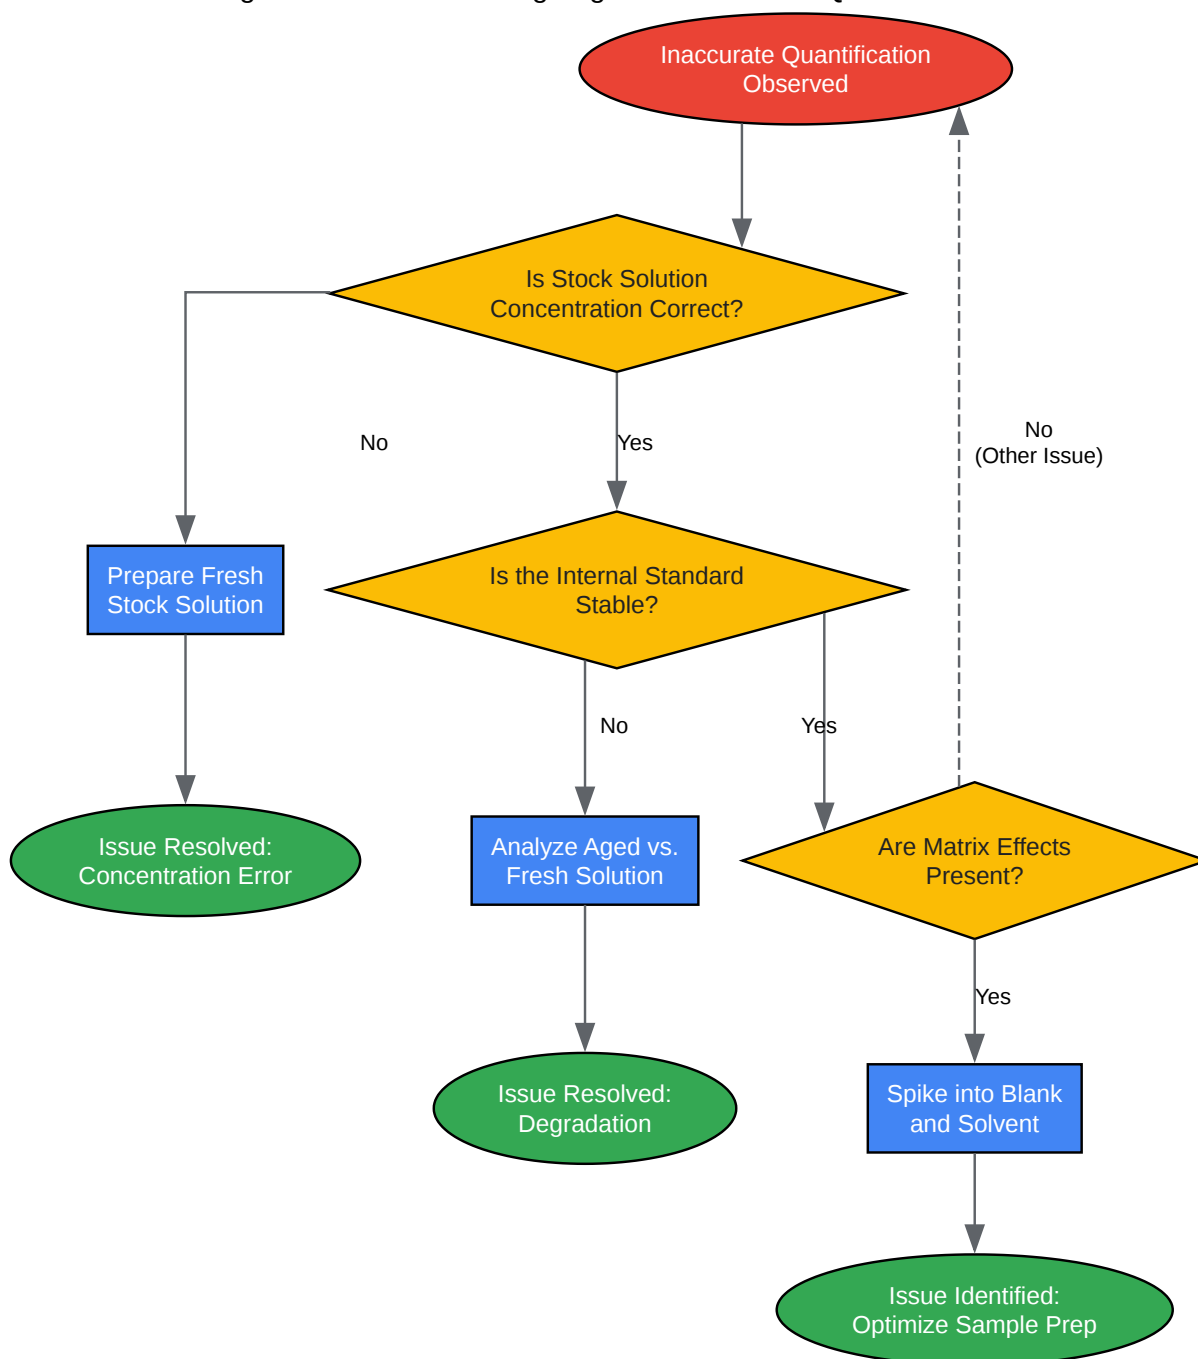 Inaccurate Quantification
Observed
Is Stock Solution
Concentration Correct?
No
Yes
No
(Other Issue)
Prepare Fresh
Stock Solution
Is the Internal Standard
Stable?
No
Yes
Issue Resolved:
Concentration Error
Analyze Aged vs.
Fresh Solution
Are Matrix Effects
Present?
Yes
Issue Resolved:
Degradation
Spike into Blank
and Solvent
Issue Identified:
Optimize Sample Prep